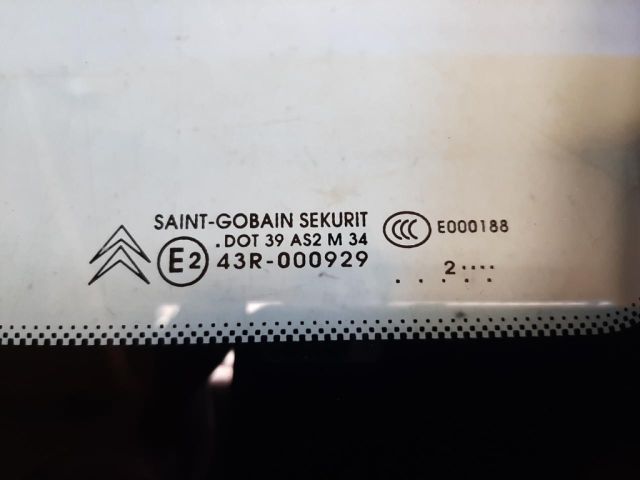 SAINT-GOBAIN SEKURIT
.DOT 39 AS2 M 34
E2 43R-000929
CCC E000188
2....
. . . . .